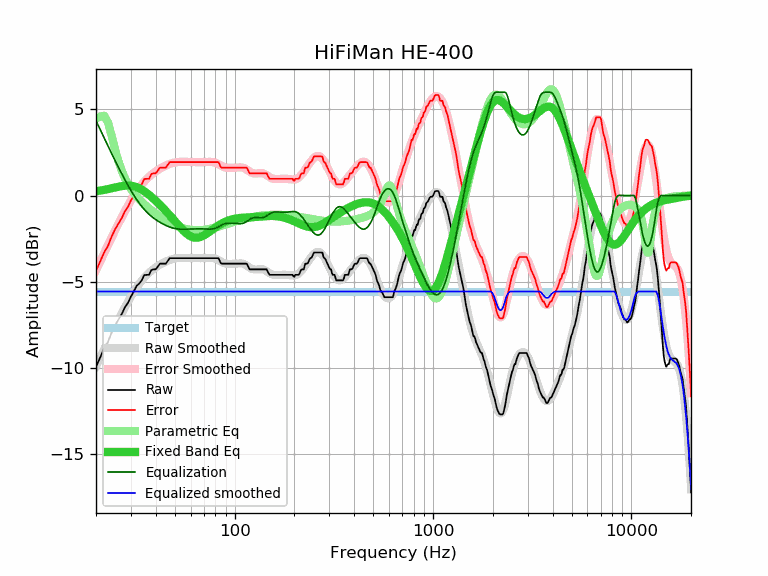 HiFiMan HE-400
Amplitude (dBr)
5
0
−5
−10
−15
Target
Raw Smoothed
Error Smoothed
Raw
Error
Parametric Eq
Fixed Band Eq
Equalization
Equalized smoothed
100
1000
10000
Frequency (Hz)